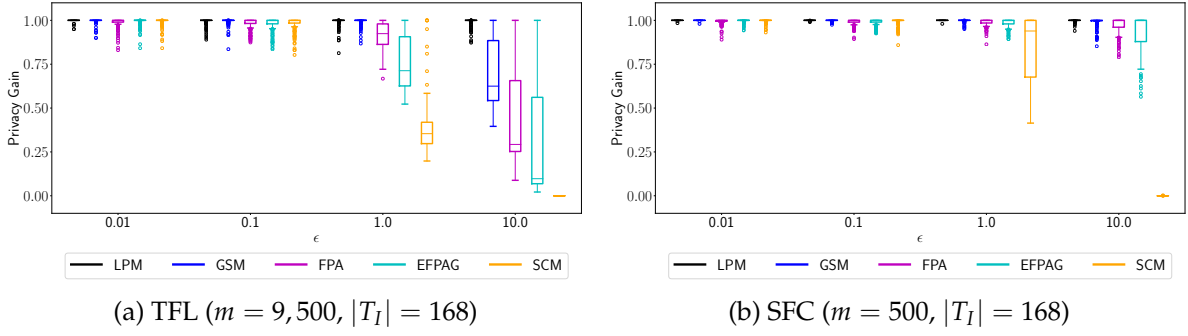 Privacy Gain
1.00
0.75
0.50
0.25
0.00
0.01
0.1
1.0
10.0
ϵ
LPM GSM FPA EFPAG SCM
(a) TFL (m = 9,500, |T_I| = 168)
Privacy Gain
1.00
0.75
0.50
0.25
0.00
0.01
0.1
1.0
10.0
ϵ
LPM GSM FPA EFPAG SCM
(b) SFC (m = 500, |T_I| = 168)